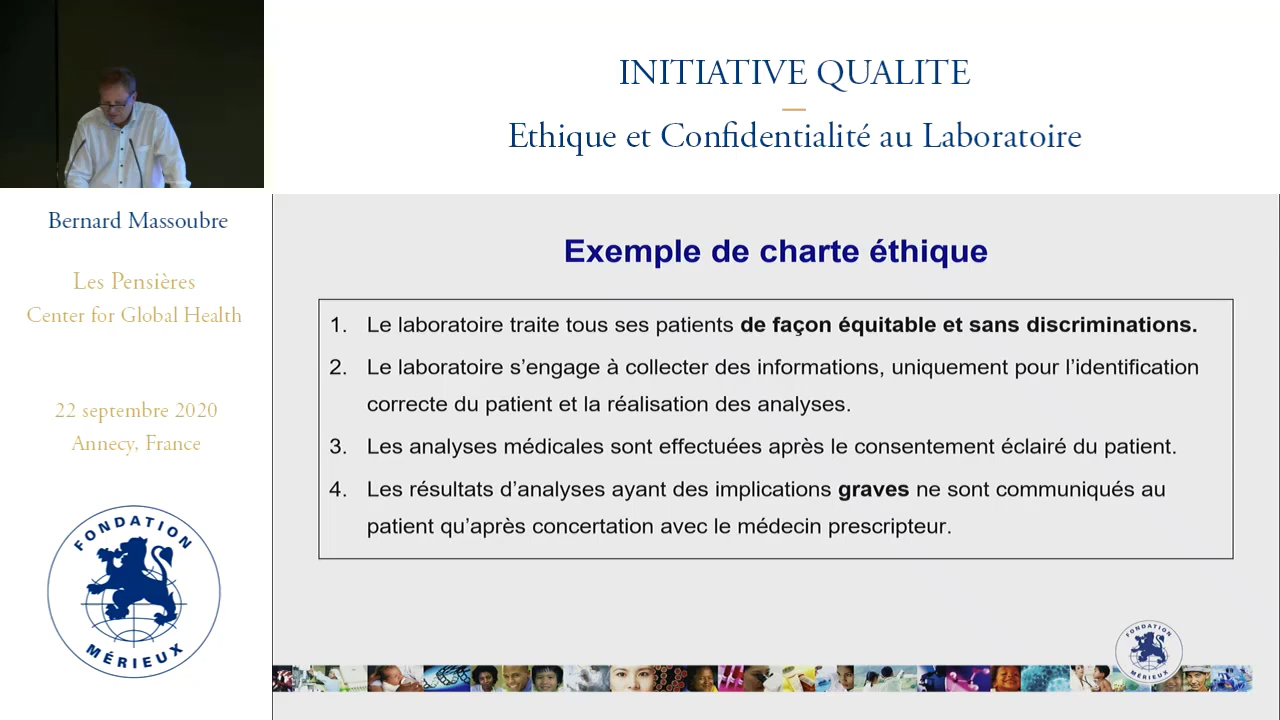 INITIATIVE QUALITE
Ethique et Confidentialité au Laboratoire
Bernard Massoubre
Les Pensières
Center for Global Health
22 septembre 2020
Annecy, France
FONDATION
MÉRIEUX
Exemple de charte éthique
1. Le laboratoire traite tous ses patients de façon équitable et sans discriminations.
2. Le laboratoire s’engage à collecter des informations, uniquement pour l’identification
correcte du patient et la réalisation des analyses.
3. Les analyses médicales sont effectuées après le consentement éclairé du patient.
4. Les résultats d’analyses ayant des implications graves ne sont communiqués au
patient qu’après concertation avec le médecin prescripteur.
FONDATION
MÉRIEUX